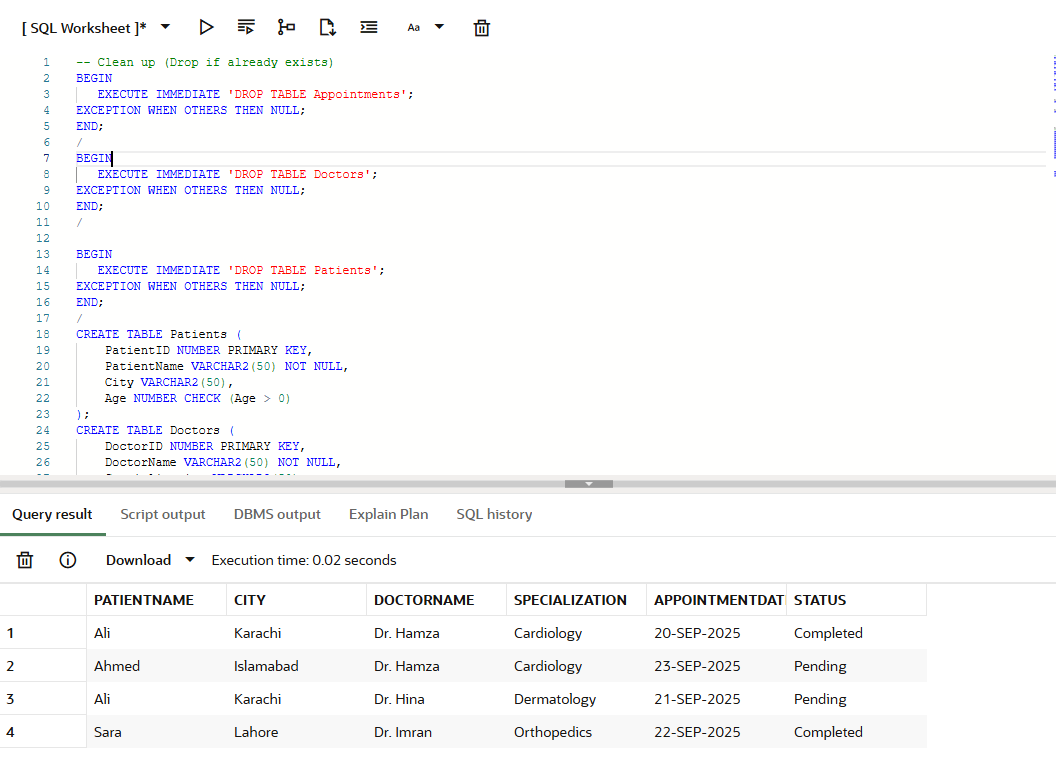 [ SQL Worksheet ]*
Aa
1 -- Clean up (Drop if already exists)
2 BEGIN
3 EXECUTE IMMEDIATE 'DROP TABLE Appointments';
4 EXCEPTION WHEN OTHERS THEN NULL;
5 END;
6 /
7 BEGIN
8 EXECUTE IMMEDIATE 'DROP TABLE Doctors';
9 EXCEPTION WHEN OTHERS THEN NULL;
10 END;
11 /
12
13 BEGIN
14 EXECUTE IMMEDIATE 'DROP TABLE Patients';
15 EXCEPTION WHEN OTHERS THEN NULL;
16 END;
17 /
18 CREATE TABLE Patients (
19 PatientID NUMBER PRIMARY KEY,
20 PatientName VARCHAR2(50) NOT NULL,
21 City VARCHAR2(50),
22 Age NUMBER CHECK (Age > 0)
23 );
24 CREATE TABLE Doctors (
25 DoctorID NUMBER PRIMARY KEY,
26 DoctorName VARCHAR2(50) NOT NULL,
Query result Script output DBMS output Explain Plan SQL history
Download Execution time: 0.02 seconds
PATIENTNAME CITY DOCTORNAME SPECIALIZATION APPOINTMENTDAT STATUS
1 Ali Karachi Dr. Hamza Cardiology 20-SEP-2025 Completed
2 Ahmed Islamabad Dr. Hamza Cardiology 23-SEP-2025 Pending
3 Ali Karachi Dr. Hina Dermatology 21-SEP-2025 Pending
4 Sara Lahore Dr. Imran Orthopedics 22-SEP-2025 Completed